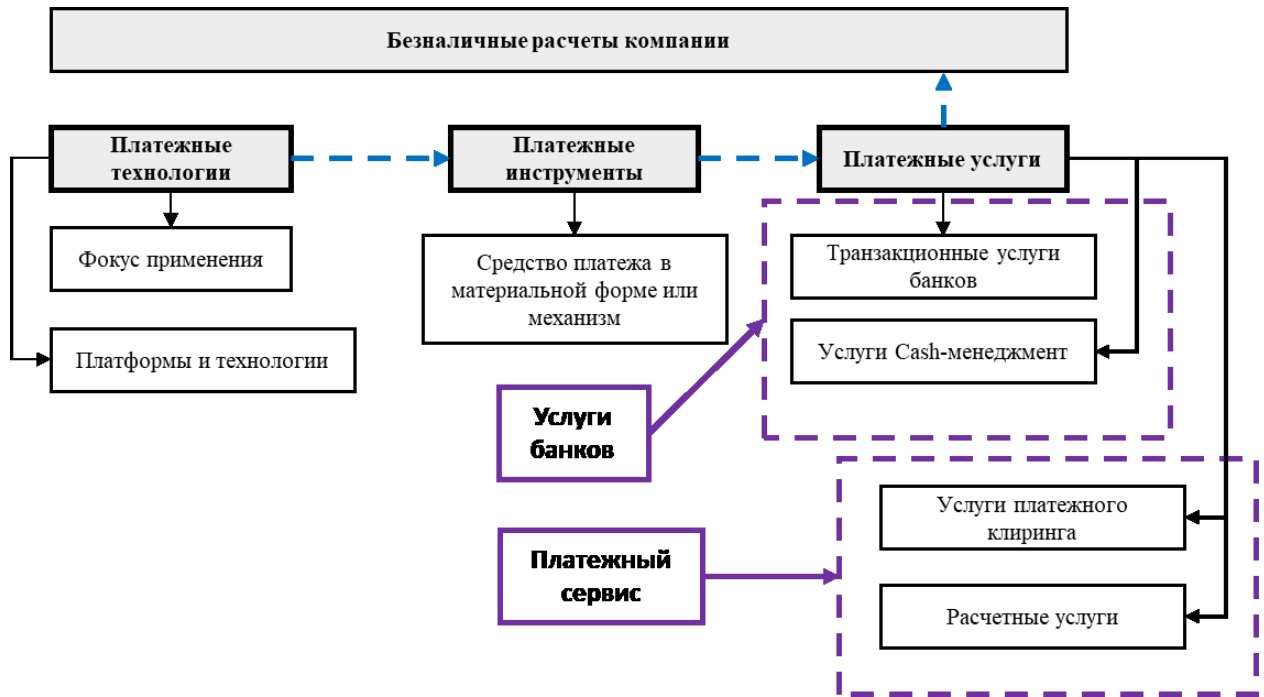 Безналичные расчеты компании
Платежные
технологии
Платежные
инструменты
Платежные услуги
Фокус применения
Средство платежа в
материальной форме или
механизм
Транзакционные услуги
банков
Платформы и технологии
Услуги Cash-менеджмент
Услуги
банков
Услуги платежного
клиринга
Платежный
сервис
Расчетные услуги